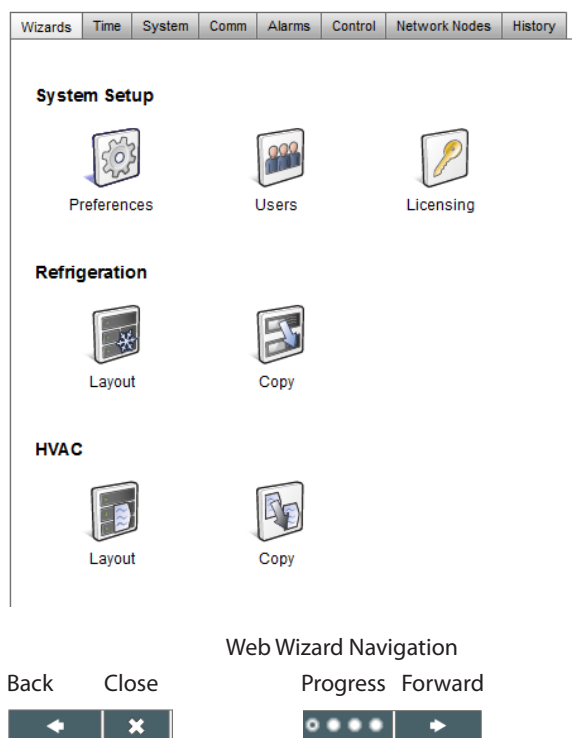 Wizards Time System Comm Alarms Control Network Nodes History
System Setup
Preferences Users Licensing
Refrigeration
Layout Copy
HVAC
Layout Copy
Web Wizard Navigation
Back Close Progress Forward